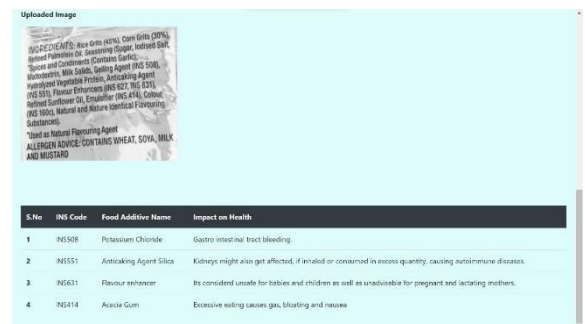 Uploaded Image
INGREDIENTS: Rice Grits (45%), Corn Grits (30%),
Refined Palmolein Oil, Seasoning (Sugar, Iodised Salt,
*Spices and Condiments (Contains Garlic),
Maltodextrin, Milk Solids, Gelling Agent (INS 508),
Hydrolyzed Vegetable Protein, Anticaking Agent
(INS 551), Flavour Enhancers (INS 627, INS 631),
Refined Sunflower Oil, Emulsifier (INS 414), Colour
(INS 160c), Natural and Nature Identical Flavouring
Substances).
*Used as Natural Flavouring Agent
ALLERGEN ADVICE: CONTAINS WHEAT, SOYA, MILK
AND MUSTARD
S.No INS Code Food Additive Name Impact on Health
1 INS508 Potassium Chloride Gastro intestinal tract bleeding.
2 INS551 Anticaking Agent Silica Kidneys might also get affected, if inhaled or consumed in excess quantity, causing autoimmune diseases.
3 INS631 Flavour enhancer Its considerd unsafe for babies and children as well as unadvisable for pregnant and lactating mothers.
4 INS414 Acacia Gum Excessive eating causes gas, bloating and nausea